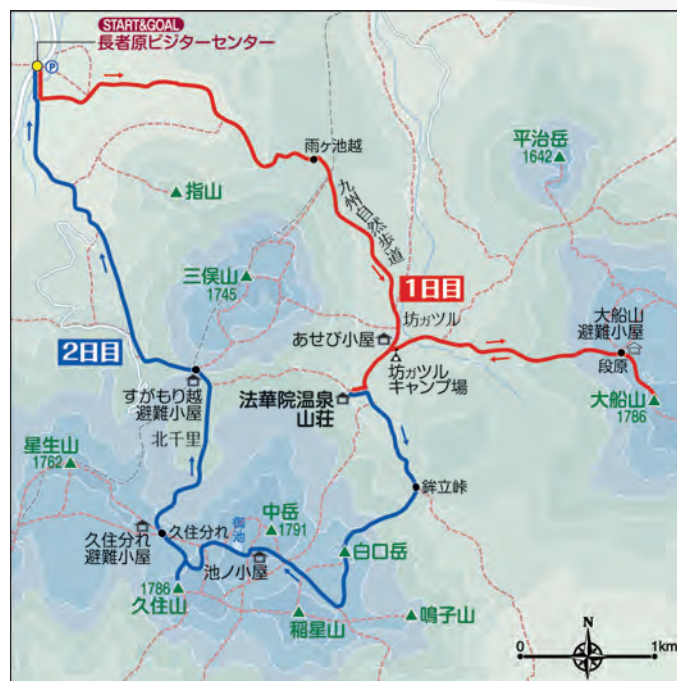 START&GOAL
長者原ビジターセンター
P
雨ヶ池越
平治岳
1642
指山
九州自然歩道
三俣山
1745
1日目
坊ガツル
あせび小屋
大船山
避難小屋
段原
2日目
坊ガツル
キャンプ場
すがもり越
避難小屋
法華院温泉
山荘
大船山
1786
北千里
星生山
1762
鉾立峠
中岳
1791
御池
久住分れ
久住分れ
避難小屋
白口岳
池ノ小屋
1786
久住山
稲星山
鳴子山
N
0
1km